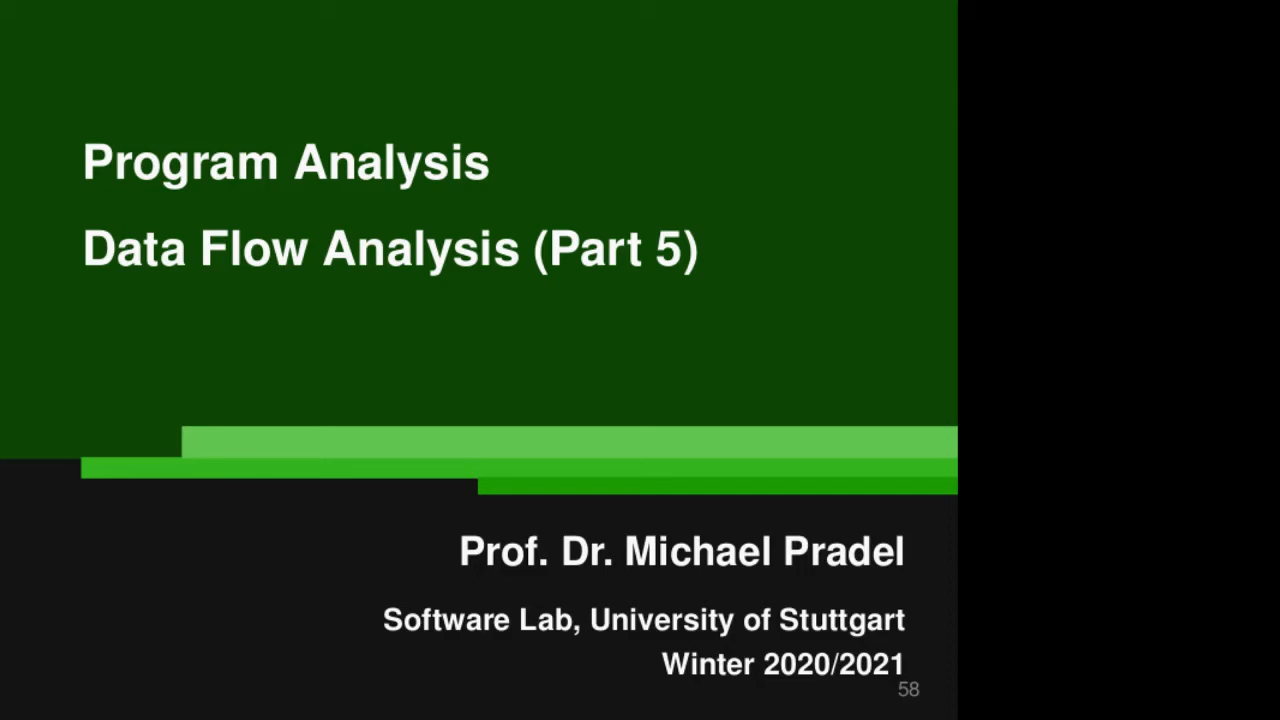 Program Analysis
Data Flow Analysis (Part 5)
Prof. Dr. Michael Pradel
Software Lab, University of Stuttgart
Winter 2020/2021
58